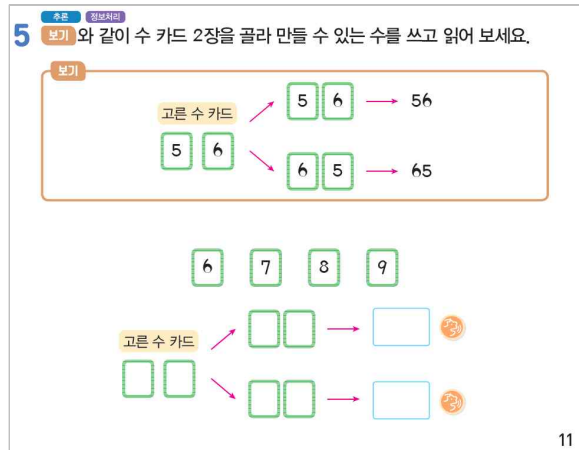 추론 정보처리
5 보기 와 같이 수 카드 2장을 골라 만들 수 있는 수를 쓰고 읽어 보세요.
보기
고른 수 카드
5 6
5 6 → 56
6 5 → 65
6 7 8 9
고른 수 카드
11